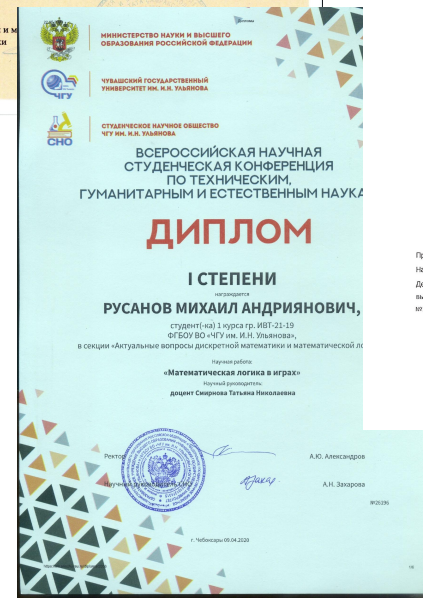 МИНИСТЕРСТВО НАУКИ И ВЫСШЕГО
ОБРАЗОВАНИЯ РОССИЙСКОЙ ФЕДЕРАЦИИ
ЧУВАШСКИЙ ГОСУДАРСТВЕННЫЙ
УНИВЕРСИТЕТ ИМ. И.Н. УЛЬЯНОВА
ЧГУ
СТУДЕНЧЕСКОЕ НАУЧНОЕ ОБЩЕСТВО
ЧГУ ИМ. И.Н. УЛЬЯНОВА
СНО
ВСЕРОССИЙСКАЯ НАУЧНАЯ
СТУДЕНЧЕСКАЯ КОНФЕРЕНЦИЯ
ПО ТЕХНИЧЕСКИМ,
ГУМАНИТАРНЫМ И ЕСТЕСТВЕННЫМ НАУКА
ДИПЛОМ
I СТЕПЕНИ
награждается
РУСАНОВ МИХАИЛ АНДРИЯНОВИЧ,
студент(-ка) 1 курса гр. ИВТ-21-19
ФГБОУ ВО «ЧГУ им. И.Н. Ульянова»,
в секции «Актуальные вопросы дискретной математики и математической ло
Научная работа:
«Математическая логика в играх»
Научный руководитель:
доцент Смирнова Татьяна Николаевна
Ректор
А.Ю. Александров
Научный руководитель СНО
А.Н. Захарова
№26396
г. Чебоксары 09.04.2020